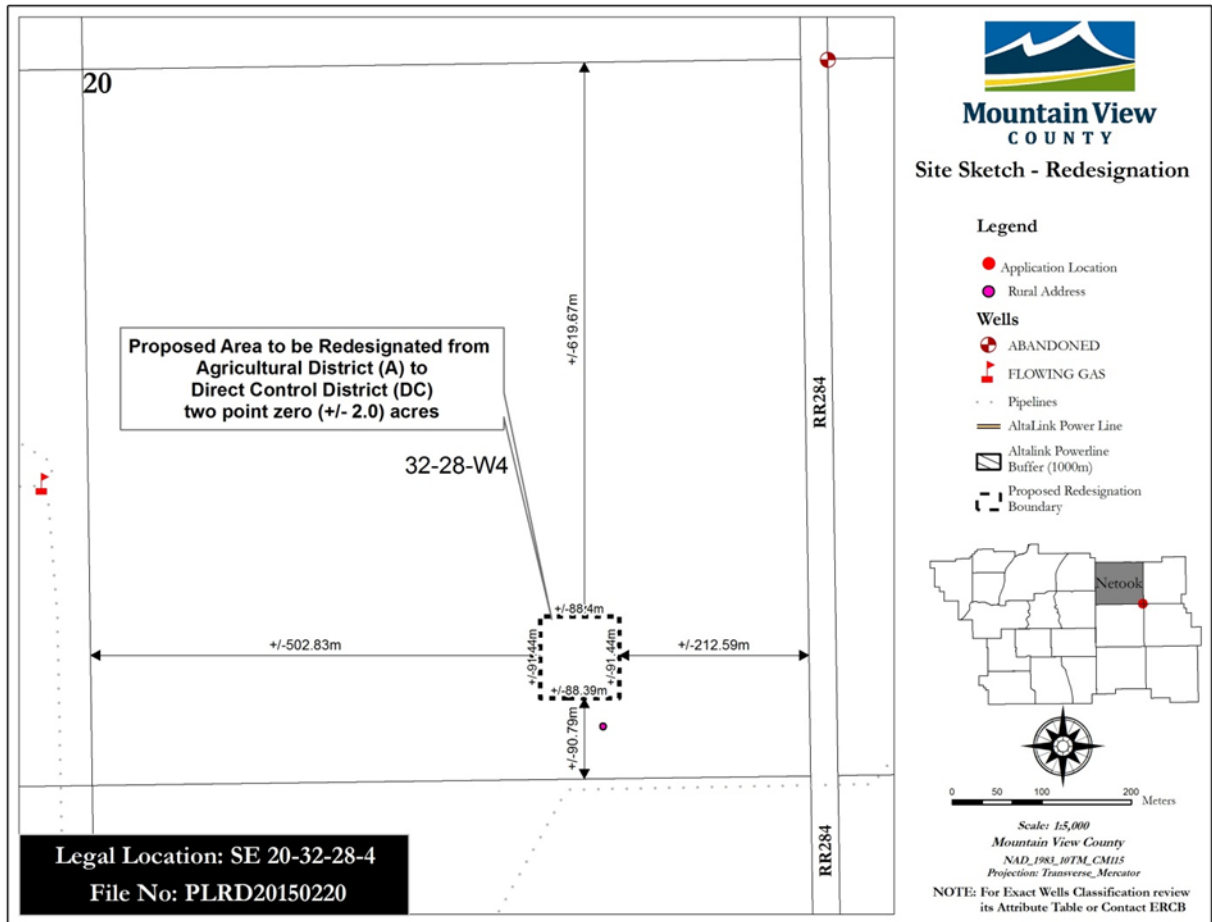 20
+/-619.67m
RR284
Proposed Area to be Redesignated from
Agricultural District (A) to
Direct Control District (DC)
two point zero (+/- 2.0) acres
32-28-W4
+/-88.4m
+/-502.83m
+/-91.44m
+/-91.44m
+/-212.59m
+/-88.39m
+/-90.79m
RR284
Legal Location: SE 20-32-28-4
File No: PLRD20150220
Mountain View
COUNTY
Site Sketch - Redesignation
Legend
Application Location
Rural Address
Wells
ABANDONED
FLOWING GAS
Pipelines
AltaLink Power Line
Altalink Powerline
Buffer (1000m)
Proposed Redesignation
Boundary
Netook
0 50 100 200 Meters
Scale: 1:5,000
Mountain View County
NAD_1983_10TM_CM115
Projection: Transverse_Mercator
NOTE: For Exact Wells Classification review
its Attribute Table or Contact ERCB